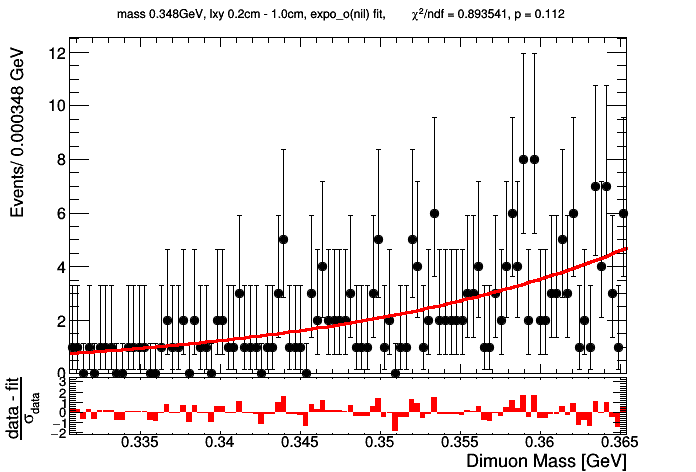 mass 0.348GeV, lxy 0.2cm - 1.0cm, expo_o(nil) fit, χ²/ndf = 0.893541, p = 0.112
Events/ 0.000348 GeV
12
10
8
6
4
2
0
data - fit
σdata
3
2
1
0
−1
−2
0.335 0.34 0.345 0.35 0.355 0.36 0.365
Dimuon Mass [GeV]